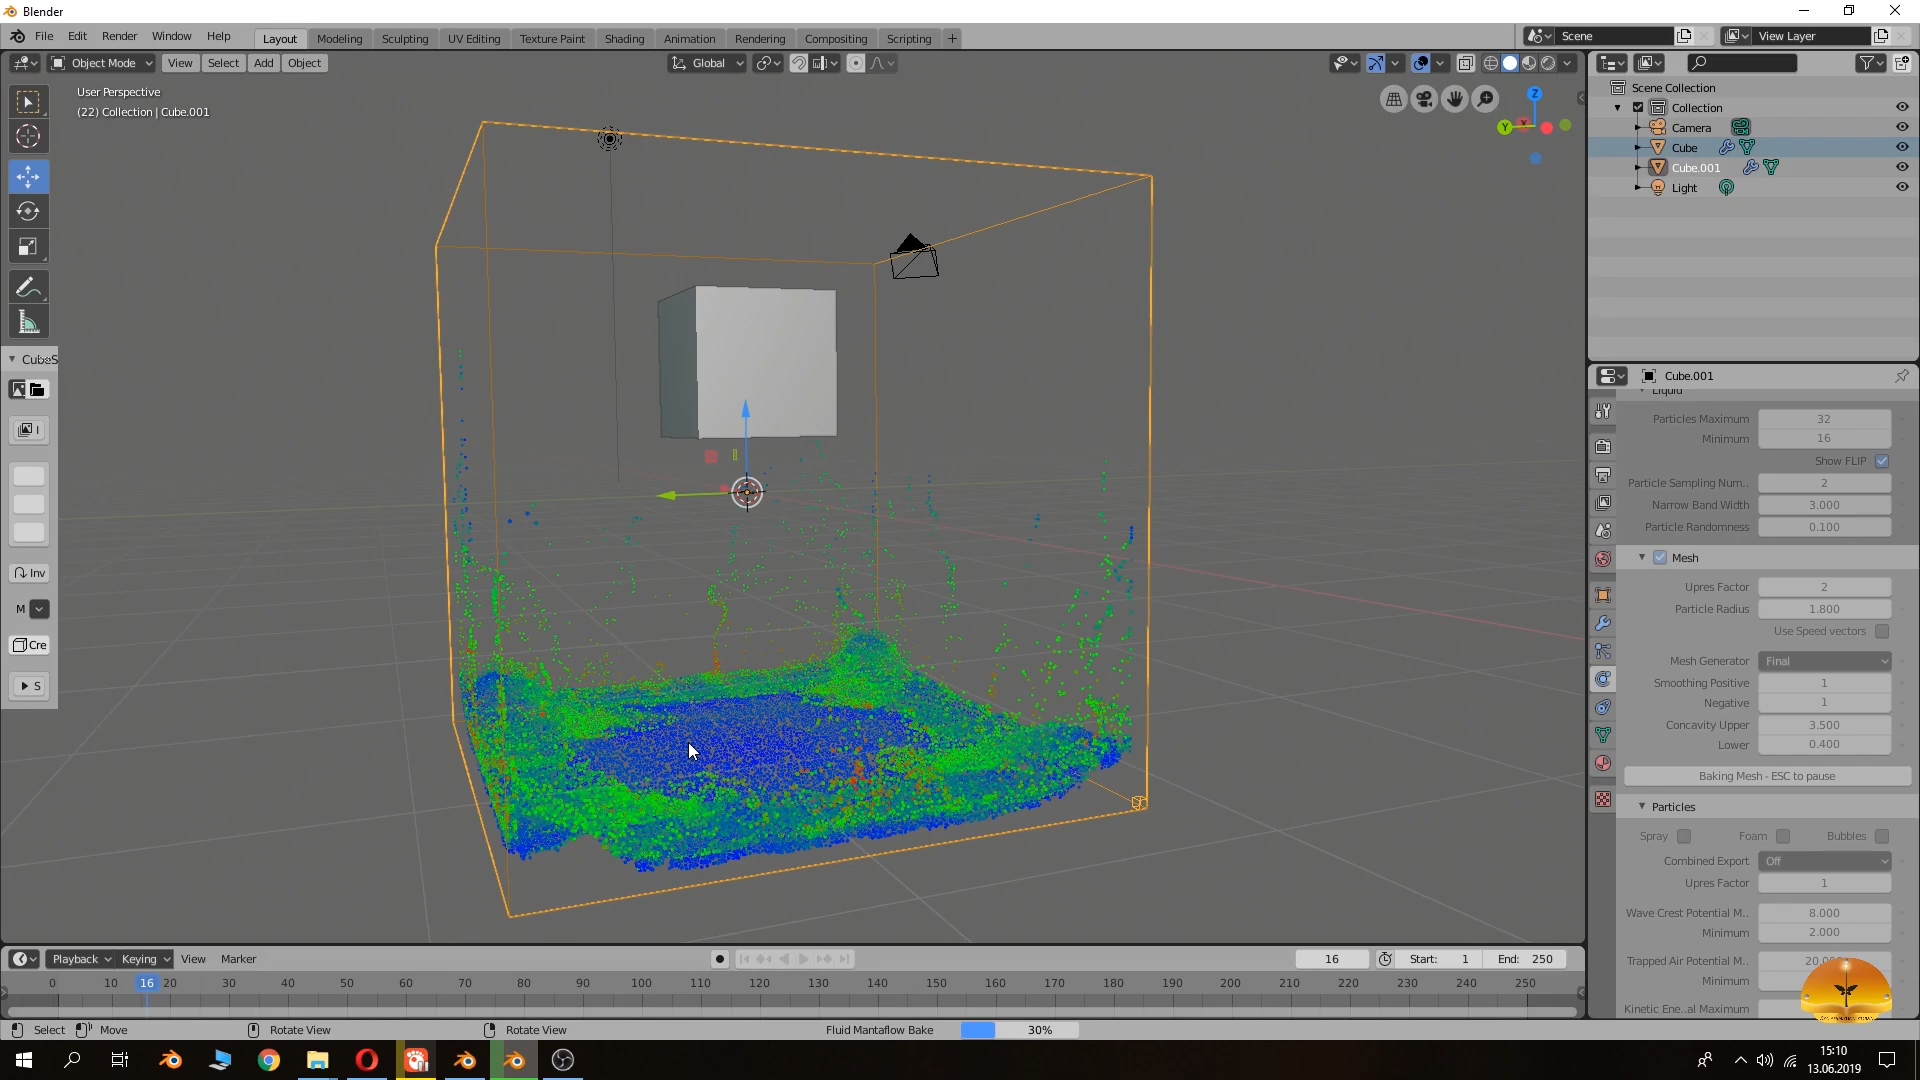 Blender
File Edit Render Window Help
Layout Modeling Sculpting UV Editing Texture Paint Shading Animation Rendering Compositing Scripting +
Scene
View Layer
Object Mode View Select Add Object
Global
User Perspective
(22) Collection | Cube.001
Z
Y
X
Scene Collection
Collection
Camera
Cube
Cube.001
Light
CubeS
I
Inv
M
Cre
S
Cube.001
Liquid
Particles Maximum 32
Minimum 16
Show FLIP
Particle Sampling Num.. 2
Narrow Band Width 3.000
Particle Randomness 0.100
Mesh
Upres Factor 2
Particle Radius 1.800
Use Speed vectors
Mesh Generator Final
Smoothing Positive 1
Negative 1
Concavity Upper 3.500
Lower 0.400
Baking Mesh - ESC to pause
Particles
Spray Foam Bubbles
Combined Export Off
Upres Factor 1
Wave Crest Potential M.. 8.000
Minimum 2.000
Trapped Air Potential M..
Minimum
Kinetic Ene..al Maximum
Playback Keying View Marker
16 Start: 1 End: 250
0 10 16 20 30 40 50 60 70 80 90 100 110 120 130 140 150 160 170 180 190 200 210 220 230 240 250
Select Move Rotate View Rotate View Fluid Mantaflow Bake 30%
15:10
13.06.2019